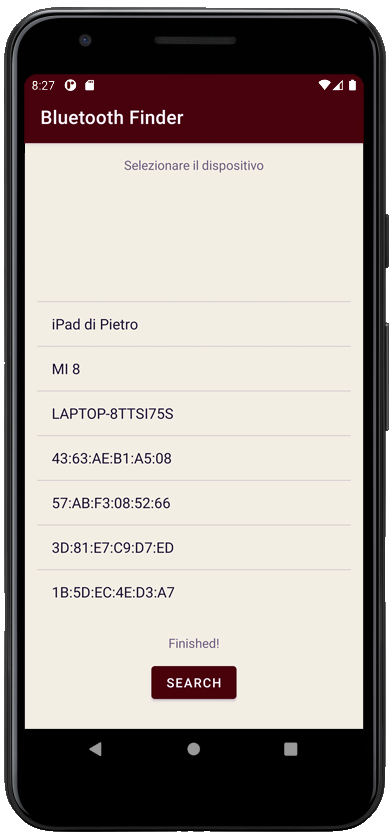 8:27
Bluetooth Finder
Selezionare il dispositivo
iPad di Pietro
MI 8
LAPTOP-8TTSI75S
43:63:AE:B1:A5:08
57:AB:F3:08:52:66
3D:81:E7:C9:D7:ED
1B:5D:EC:4E:D3:A7
Finished!
SEARCH